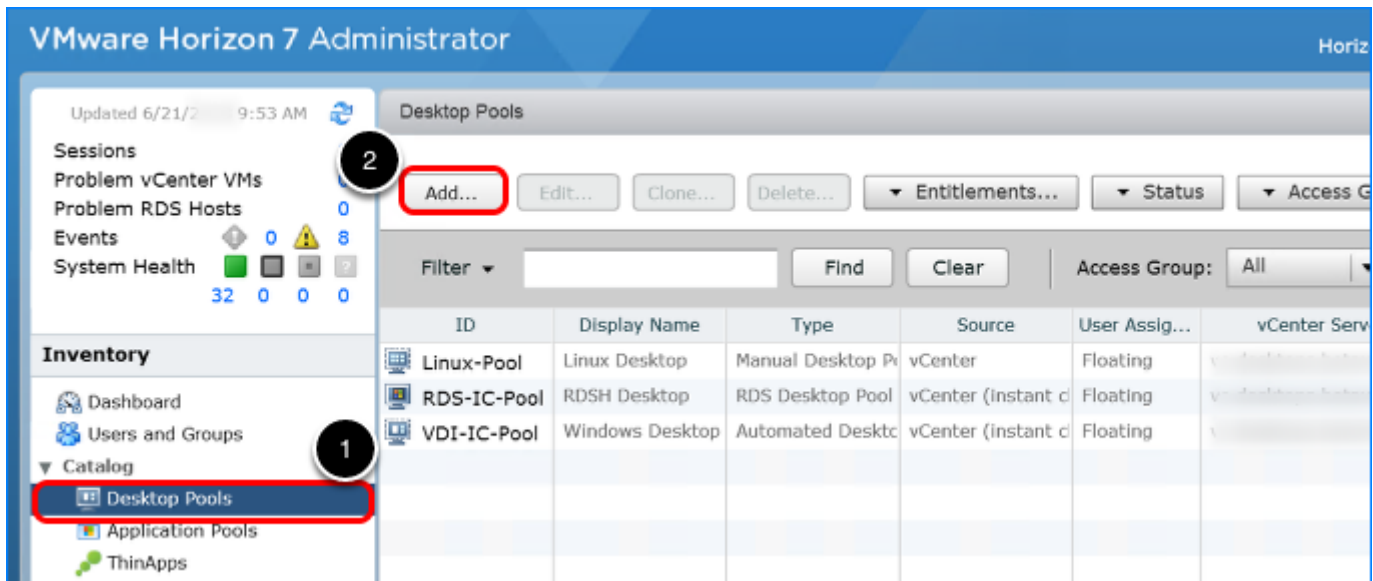 VMware Horizon 7 Administrator
Horiz
Updated 6/21/2 9:53 AM
Sessions
Problem vCenter VMs
Problem RDS Hosts 0
Events 0 8
System Health
32 0 0 0
Inventory
Dashboard
Users and Groups
1
Catalog
Desktop Pools
Application Pools
ThinApps
Desktop Pools
2
Add... Edit... Clone... Delete... Entitlements... Status Access G
Filter Find Clear Access Group: All
ID Display Name Type Source User Assig... vCenter Serv
Linux-Pool Linux Desktop Manual Desktop Po vCenter Floating
RDS-IC-Pool RDSH Desktop RDS Desktop Pool vCenter (instant cl Floating
VDI-IC-Pool Windows Desktop Automated Deskto vCenter (instant cl Floating